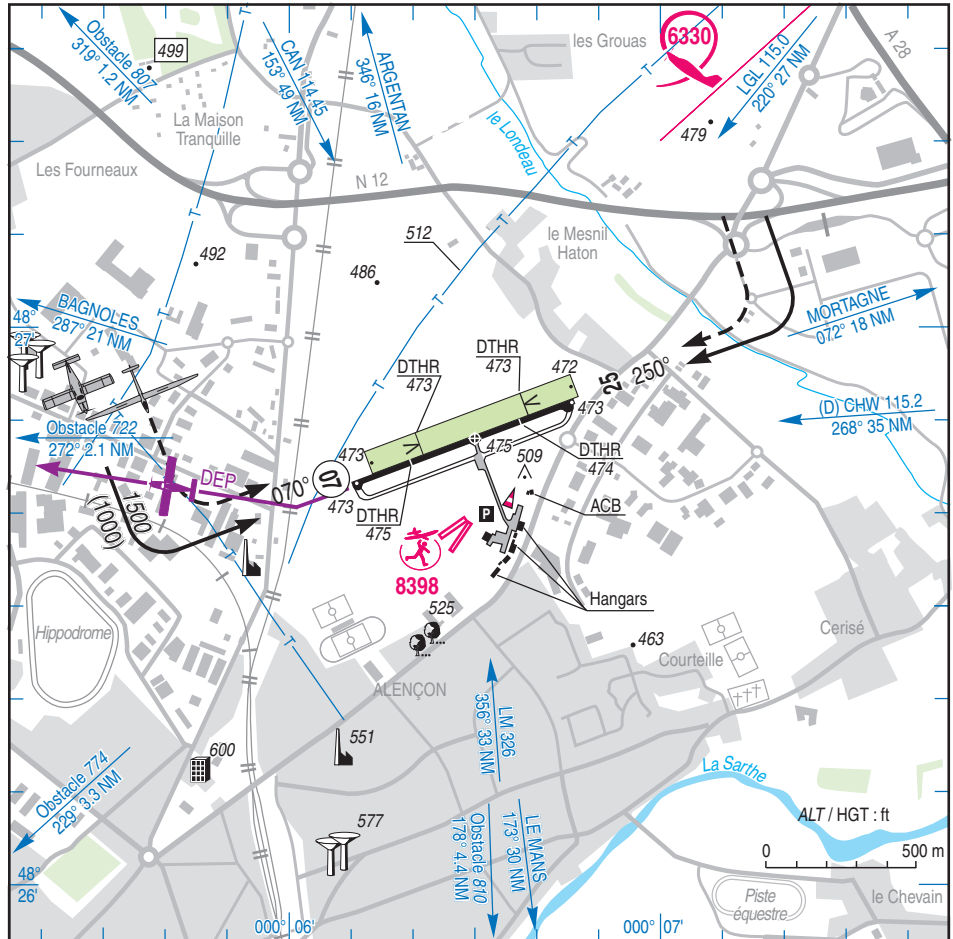 Obstacle 807
319° 1.2 NM
499
CAN 114.45
153° 49 NM
ARGENTAN
346° 16 NM
les Grouas
6330
LGL 115.0
220° 27 NM
A 28
La Maison
Tranquille
le Londeau
479
Les Fourneaux
T
T
T
N 12
492
512
486
le Mesnil
Haton
T
T
BAGNOLES
287° 21 NM
48°
27'
MORTAGNE
072° 18 NM
T
DTHR
473
DTHR
473
472
25
250°
473
T
Obstacle 722
272° 2.1 NM
(D) CHW 115.2
268° 35 NM
473
475
DTHR
474
509
DEP
070°
07
473
DTHR
475
P
ACB
1500
(1000)
T
8398
Hangars
525
Hippodrome
463
Cerisé
Courteille
T
ALENÇON
LM 326
356° 33 NM
551
600
Obstacle 774
229° 3.3 NM
La Sarthe
577
Obstacle 810
178° 4.4 NM
LE MANS
173° 30 NM
ALT / HGT : ft
0 500 m
48°
26'
Piste
équestre
le Chevain
000° 06'
000° 07'